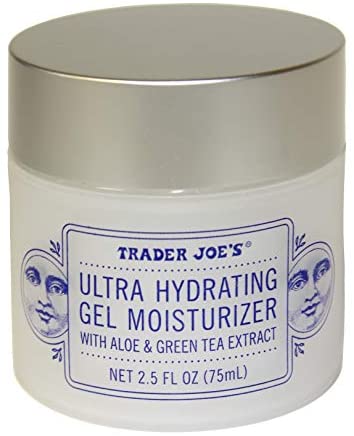 TRADER JOE'S®
ULTRA HYDRATING
GEL MOISTURIZER
WITH ALOE & GREEN TEA EXTRACT
NET 2.5 FL OZ (75mL)